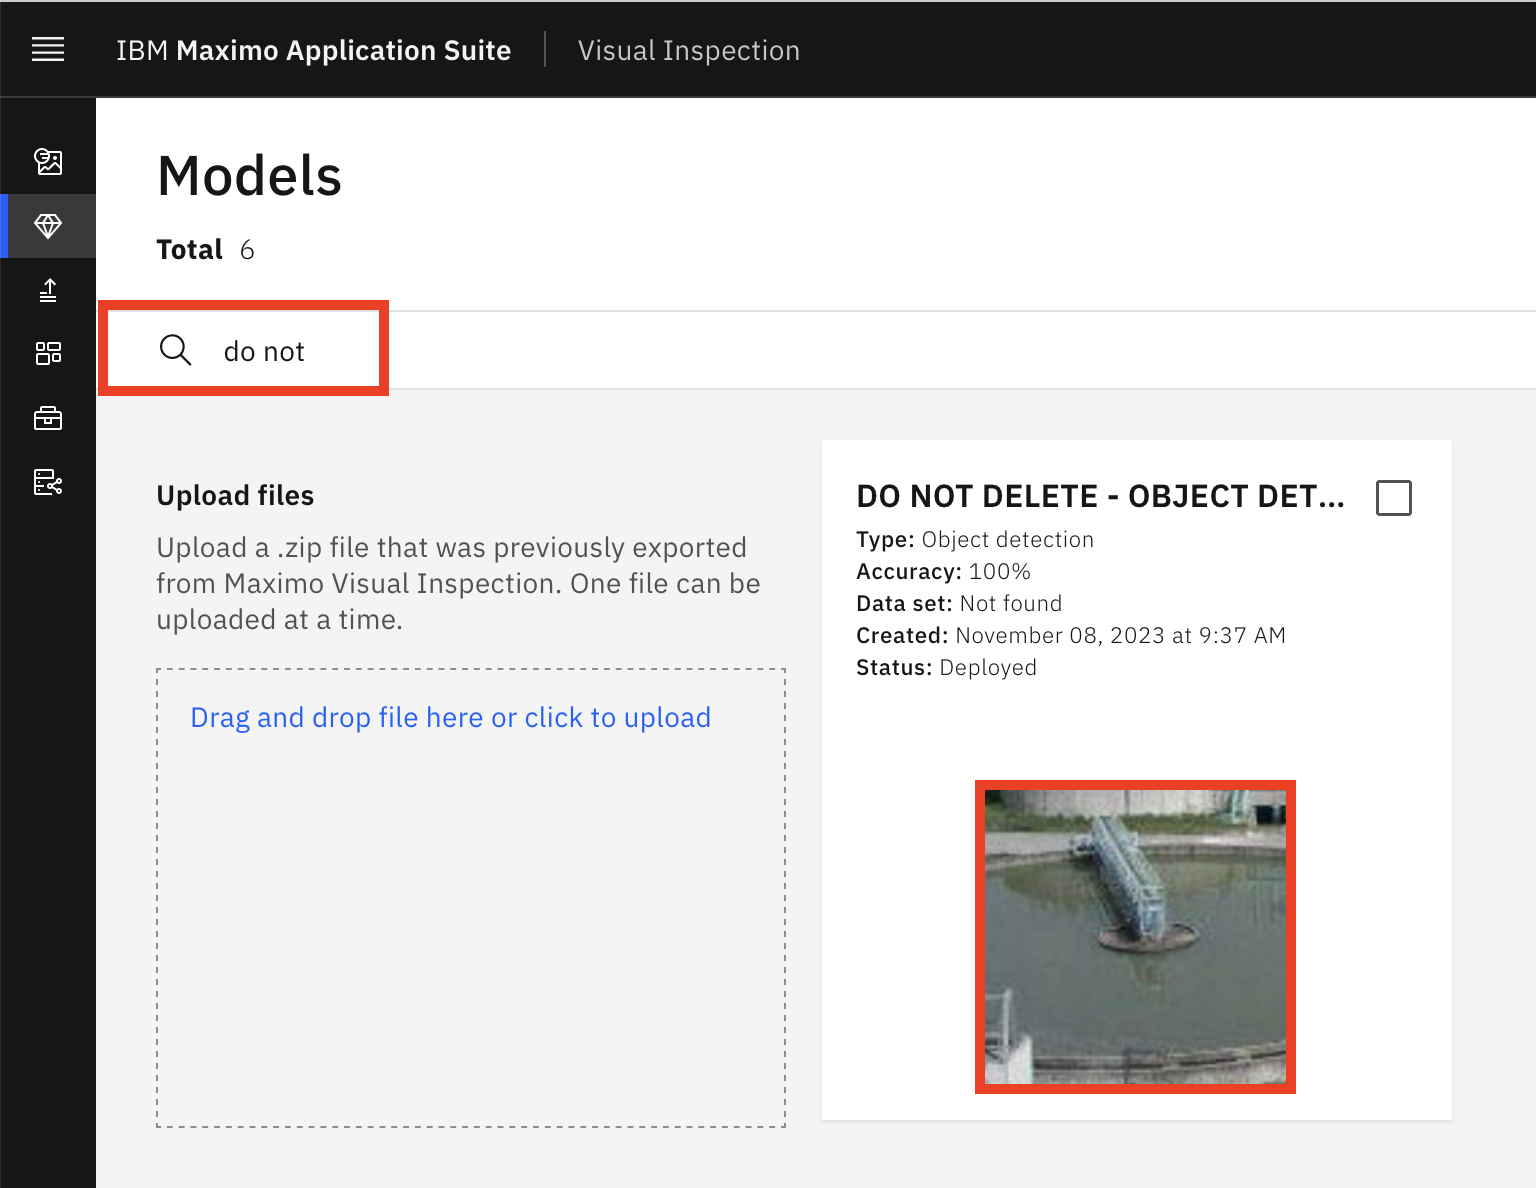 IBM Maximo Application Suite
Visual Inspection
Models
Total 6
do not
Upload files
Upload a .zip file that was previously exported
from Maximo Visual Inspection. One file can be
uploaded at a time.
Drag and drop file here or click to upload
DO NOT DELETE - OBJECT DET...
Type: Object detection
Accuracy: 100%
Data set: Not found
Created: November 08, 2023 at 9:37 AM
Status: Deployed